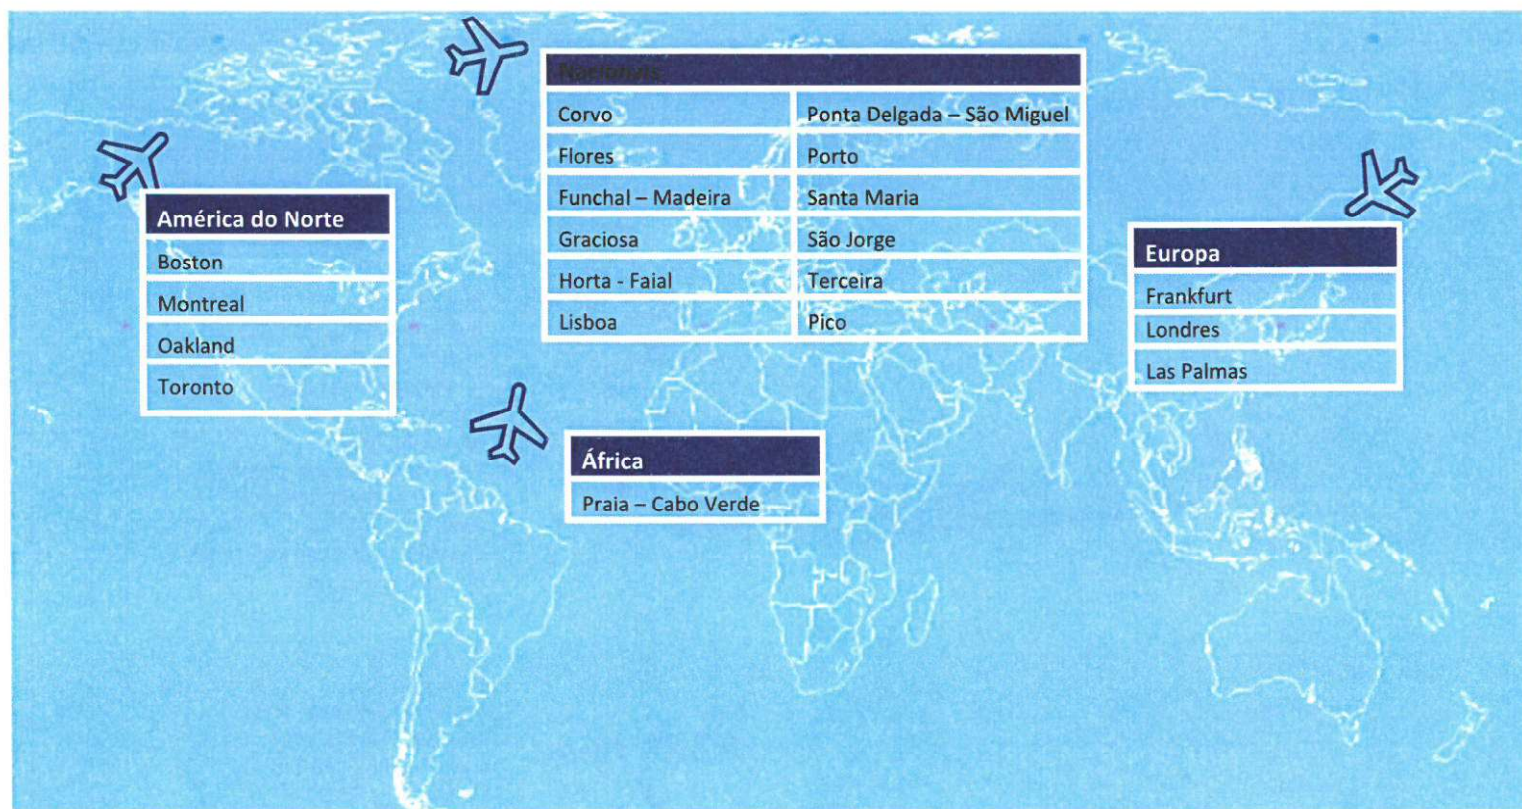 Nacionais
Corvo Ponta Delgada – São Miguel
Flores Porto
Funchal – Madeira Santa Maria
Graciosa São Jorge
Horta - Faial Terceira
Lisboa Pico
América do Norte
Boston
Montreal
Oakland
Toronto
Europa
Frankfurt
Londres
Las Palmas
África
Praia – Cabo Verde